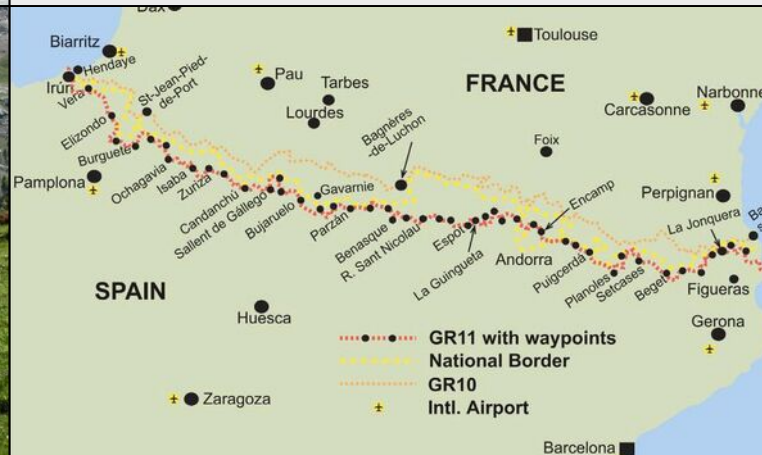 Dax
Biarritz
Hendaye
Irún
Vera
St-Jean-Pied-
de-Port
Elizondo
Burguete
Pamplona
Ochagavia
Isaba
Zuriza
Candanchú
Sallent de Gállego
Bujaruelo
Pau
Tarbes
Lourdes
Gavarnie
Parzán
Bagnères
-de-Luchon
Benasque
R. Sant Nicolau
Espot
La Guingueta
Toulouse
FRANCE
Carcasonne
Narbonne
Foix
Encamp
Andorra
Perpignan
La Jonquera
Puigcerdá
Planoles
Setcases
Beget
Figueras
Gerona
SPAIN
Huesca
Zaragoza
Barcelona
GR11 with waypoints
National Border
GR10
Intl. Airport